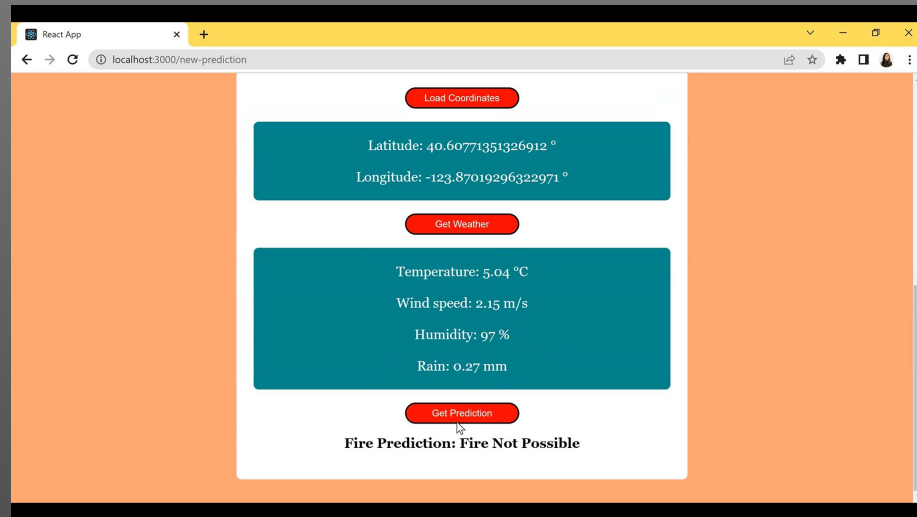 React App
localhost:3000/new-prediction
Load Coordinates
Latitude: 40.60771351326912 °
Longitude: -123.87019296322971 °
Get Weather
Temperature: 5.04 °C
Wind speed: 2.15 m/s
Humidity: 97 %
Rain: 0.27 mm
Get Prediction
Fire Prediction: Fire Not Possible